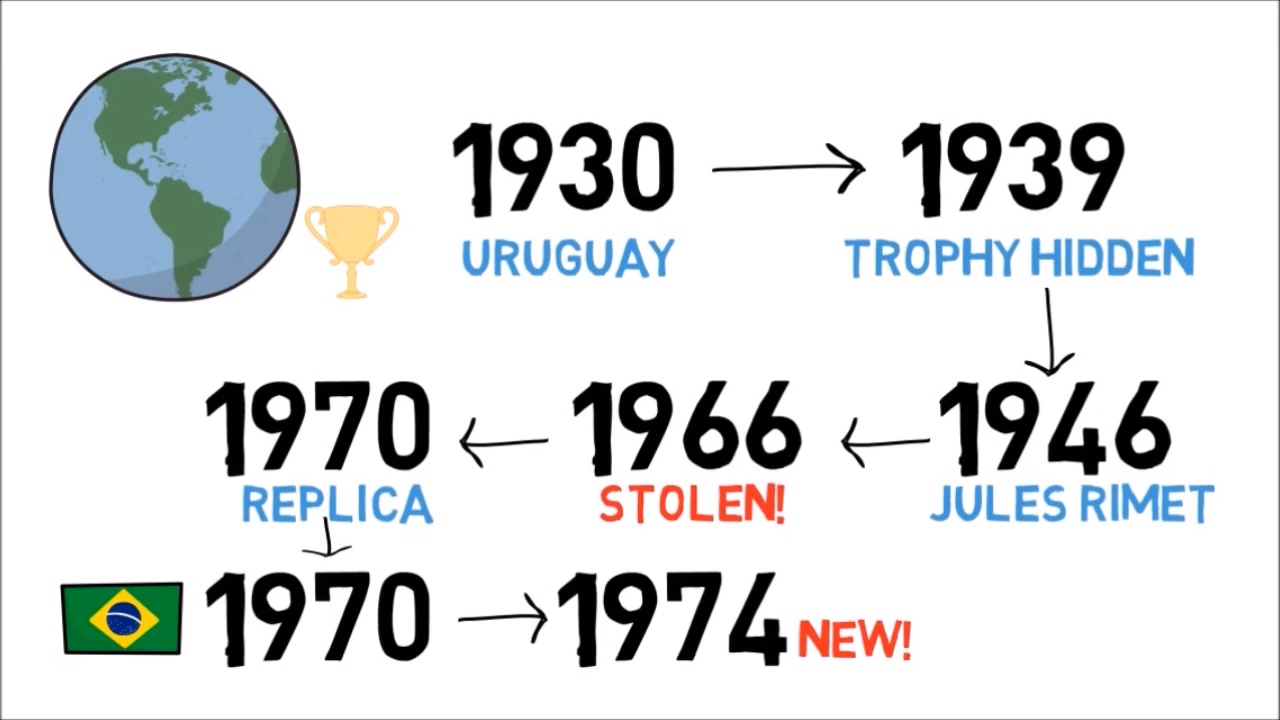 1930 1939
URUGUAY TROPHY HIDDEN
1970 1966 1946
REPLICA STOLEN! JULES RIMET
1970 1974 NEW!